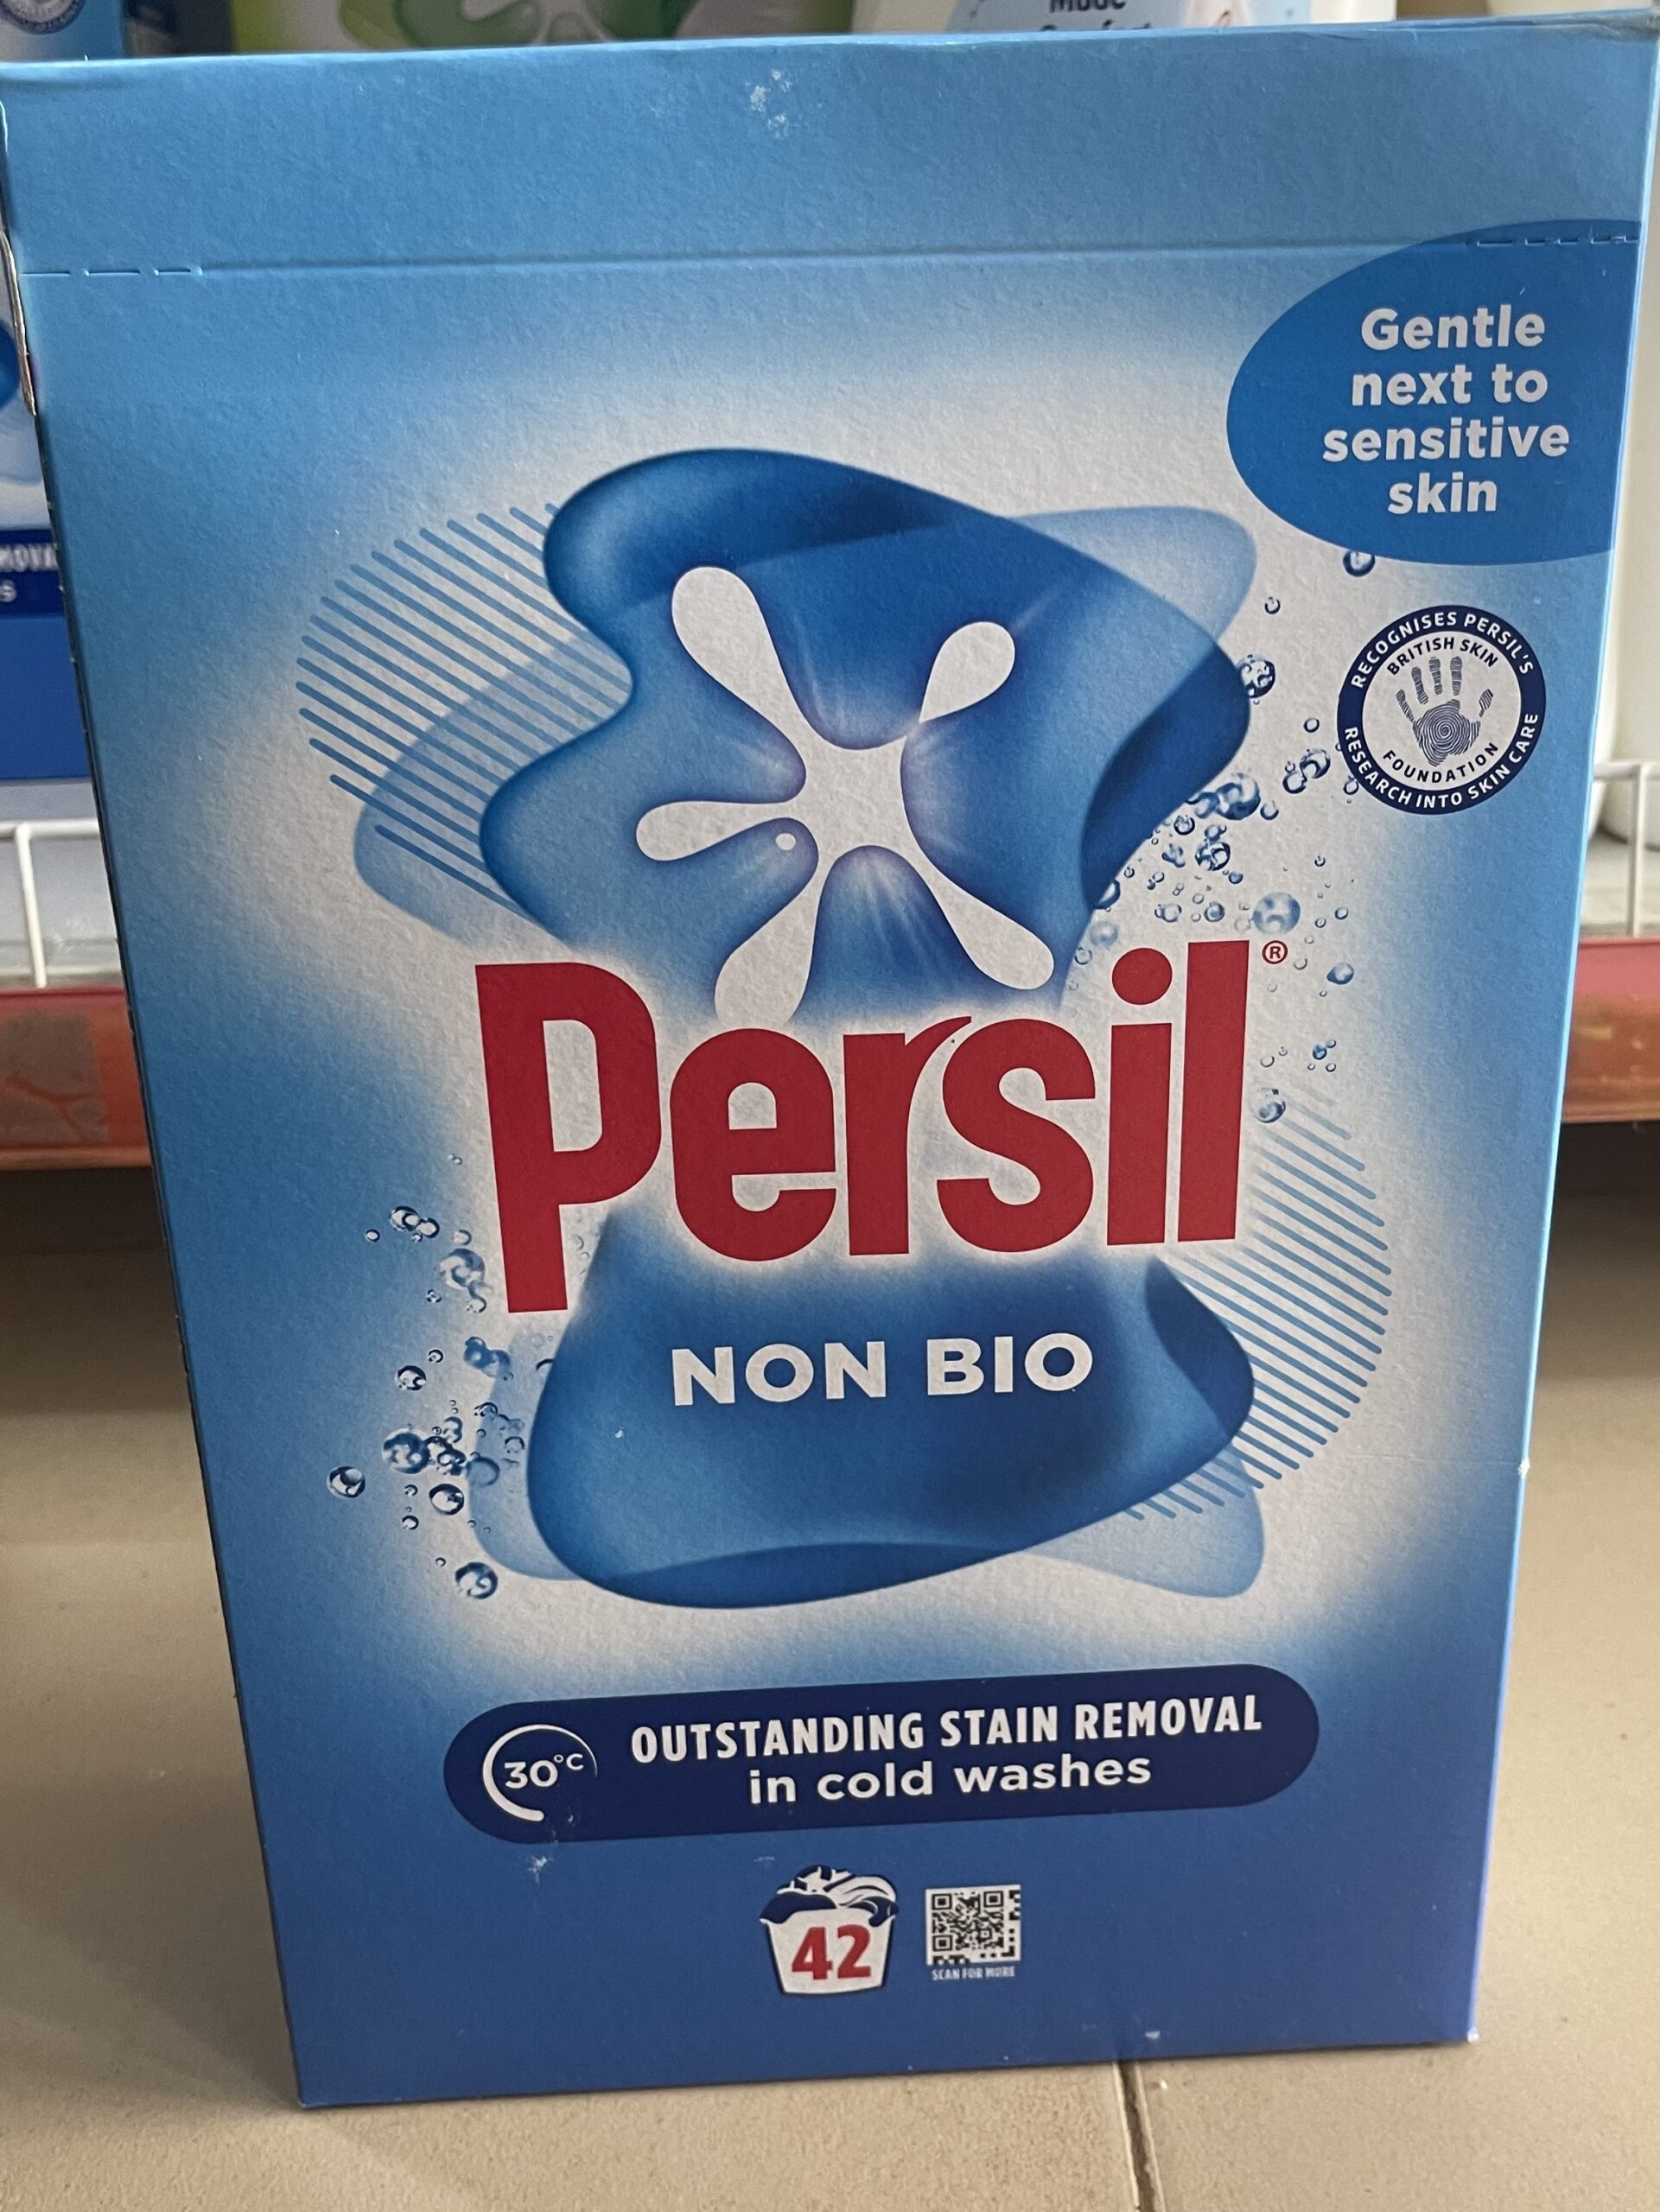 Gentle
next to
sensitive
skin
RECOGNISES PERSIL'S
BRITISH SKIN
FOUNDATION
RESEARCH INTO SKIN CARE
Persil®
NON BIO
30°C
OUTSTANDING STAIN REMOVAL
in cold washes
42
SCAN FOR MORE